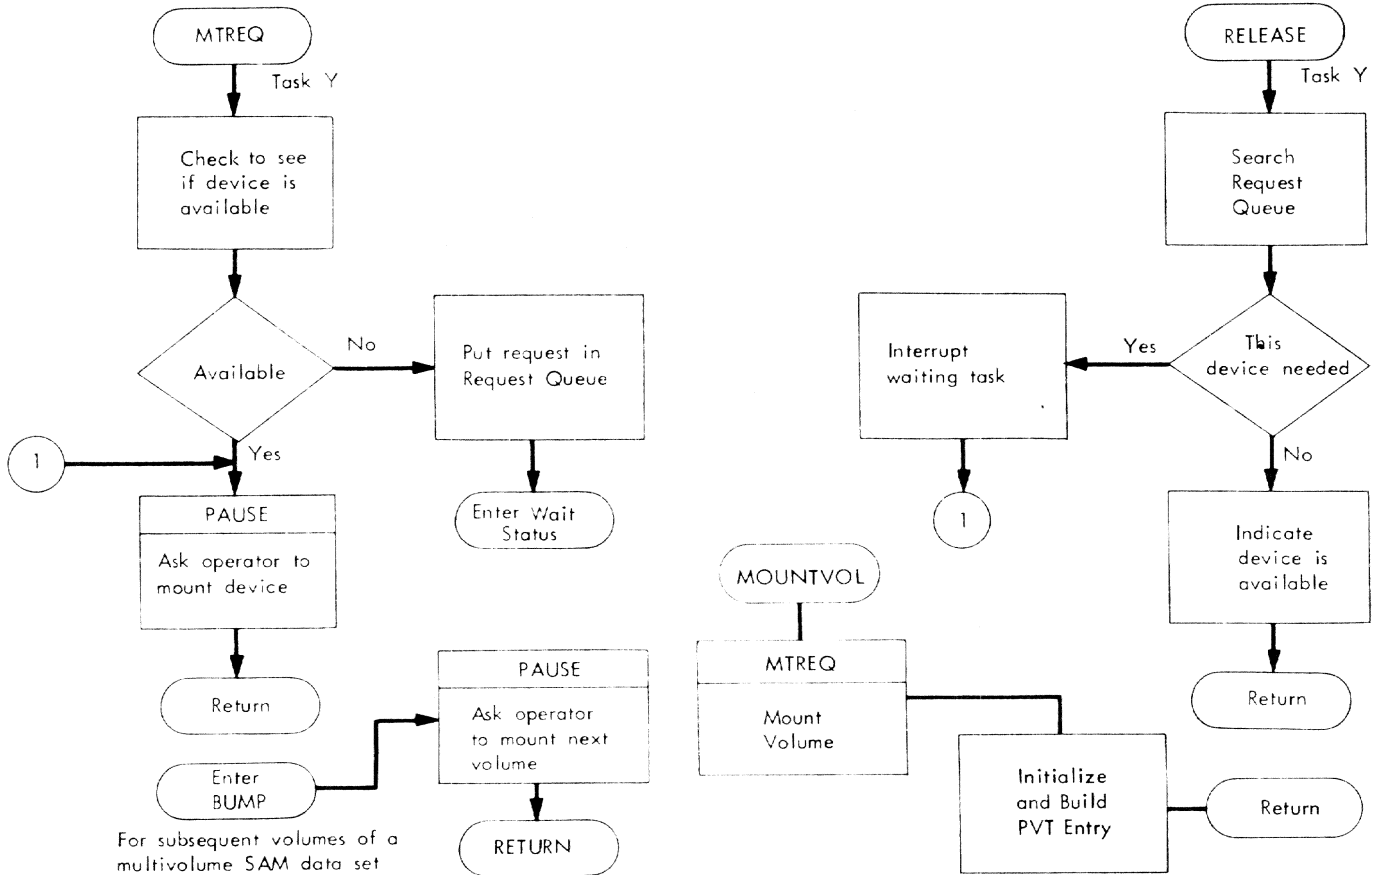 MTREQ
Task Y
Check to see
if device is
available
Available
No
Put request in
Request Queue
Enter Wait
Status
Yes
1
PAUSE
Ask operator to
mount device
Return
Enter
BUMP
For subsequent volumes of a
multivolume SAM data set
PAUSE
Ask operator
to mount next
volume
RETURN
RELEASE
Task Y
Search
Request
Queue
This
device needed
Yes
Interrupt
waiting task
1
No
Indicate
device is
available
Return
MOUNTVOL
MTREQ
Mount
Volume
Initialize
and Build
PVT Entry
Return